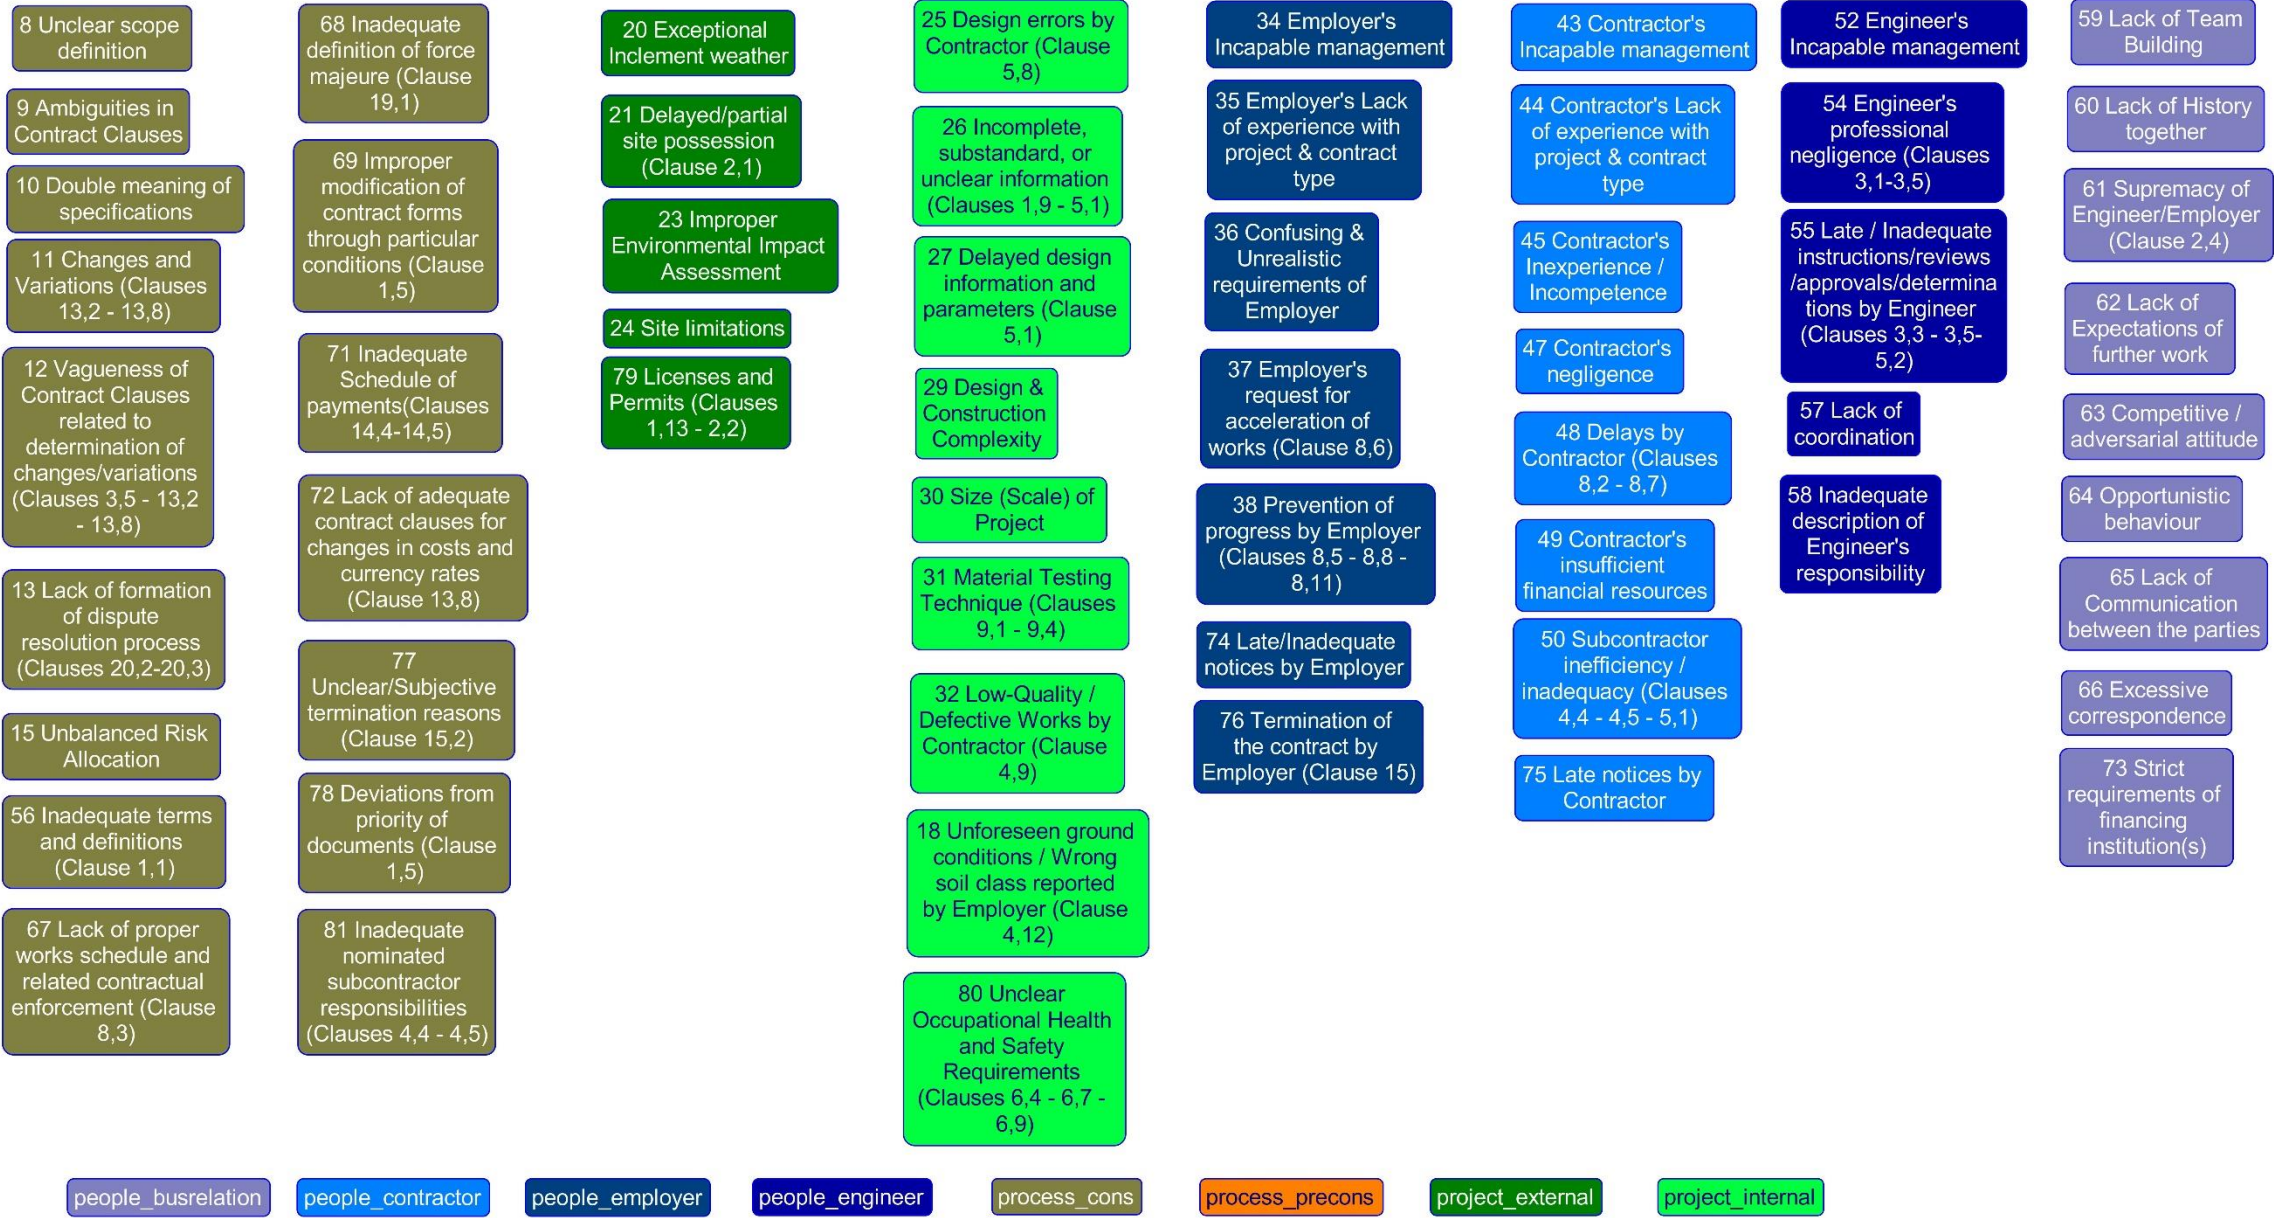 8 Unclear scope
definition
9 Ambiguities in
Contract Clauses
10 Double meaning of
specifications
11 Changes and
Variations (Clauses
13,2 - 13,8)
12 Vagueness of
Contract Clauses
related to
determination of
changes/variations
(Clauses 3,5 - 13,2
- 13,8)
13 Lack of formation
of dispute
resolution process
(Clauses 20,2-20,3)
15 Unbalanced Risk
Allocation
56 Inadequate terms
and definitions
(Clause 1,1)
67 Lack of proper
works schedule and
related contractual
enforcement (Clause
8,3)
68 Inadequate
definition of force
majeure (Clause
19,1)
69 Improper
modification of
contract forms
through particular
conditions (Clause
1,5)
71 Inadequate
Schedule of
payments(Clauses
14,4-14,5)
72 Lack of adequate
contract clauses for
changes in costs and
currency rates
(Clause 13,8)
77
Unclear/Subjective
termination reasons
(Clause 15,2)
78 Deviations from
priority of
documents (Clause
1,5)
81 Inadequate
nominated
subcontractor
responsibilities
(Clauses 4,4 - 4,5)
20 Exceptional
Inclement weather
21 Delayed/partial
site possession
(Clause 2,1)
23 Improper
Environmental Impact
Assessment
24 Site limitations
79 Licenses and
Permits (Clauses
1,13 - 2,2)
25 Design errors by
Contractor (Clause
5,8)
26 Incomplete,
substandard, or
unclear information
(Clauses 1,9 - 5,1)
27 Delayed design
information and
parameters (Clause
5,1)
29 Design &
Construction
Complexity
30 Size (Scale) of
Project
31 Material Testing
Technique (Clauses
9,1 - 9,4)
32 Low-Quality /
Defective Works by
Contractor (Clause
4,9)
18 Unforeseen ground
conditions / Wrong
soil class reported
by Employer (Clause
4,12)
80 Unclear
Occupational Health
and Safety
Requirements
(Clauses 6,4 - 6,7 -
6,9)
34 Employer's
Incapable management
35 Employer's Lack
of experience with
project & contract
type
36 Confusing &
Unrealistic
requirements of
Employer
37 Employer's
request for
acceleration of
works (Clause 8,6)
38 Prevention of
progress by Employer
(Clauses 8,5 - 8,8 -
8,11)
74 Late/Inadequate
notices by Employer
76 Termination of
the contract by
Employer (Clause 15)
43 Contractor's
Incapable management
44 Contractor's Lack
of experience with
project & contract
type
45 Contractor's
Inexperience /
Incompetence
47 Contractor's
negligence
48 Delays by
Contractor (Clauses
8,2 - 8,7)
49 Contractor's
insufficient
financial resources
50 Subcontractor
inefficiency /
inadequacy (Clauses
4,4 - 4,5 - 5,1)
75 Late notices by
Contractor
52 Engineer's
Incapable management
54 Engineer's
professional
negligence (Clauses
3,1-3,5)
55 Late / Inadequate
instructions/reviews
/approvals/determina
tions by Engineer
(Clauses 3,3 - 3,5-
5,2)
57 Lack of
coordination
58 Inadequate
description of
Engineer's
responsibility
59 Lack of Team
Building
60 Lack of History
together
61 Supremacy of
Engineer/Employer
(Clause 2,4)
62 Lack of
Expectations of
further work
63 Competitive /
adversarial attitude
64 Opportunistic
behaviour
65 Lack of
Communication
between the parties
66 Excessive
correspondence
73 Strict
requirements of
financing
institution(s)
people_busrelation
people_contractor
people_employer
people_engineer
process_cons
process_precons
project_external
project_internal